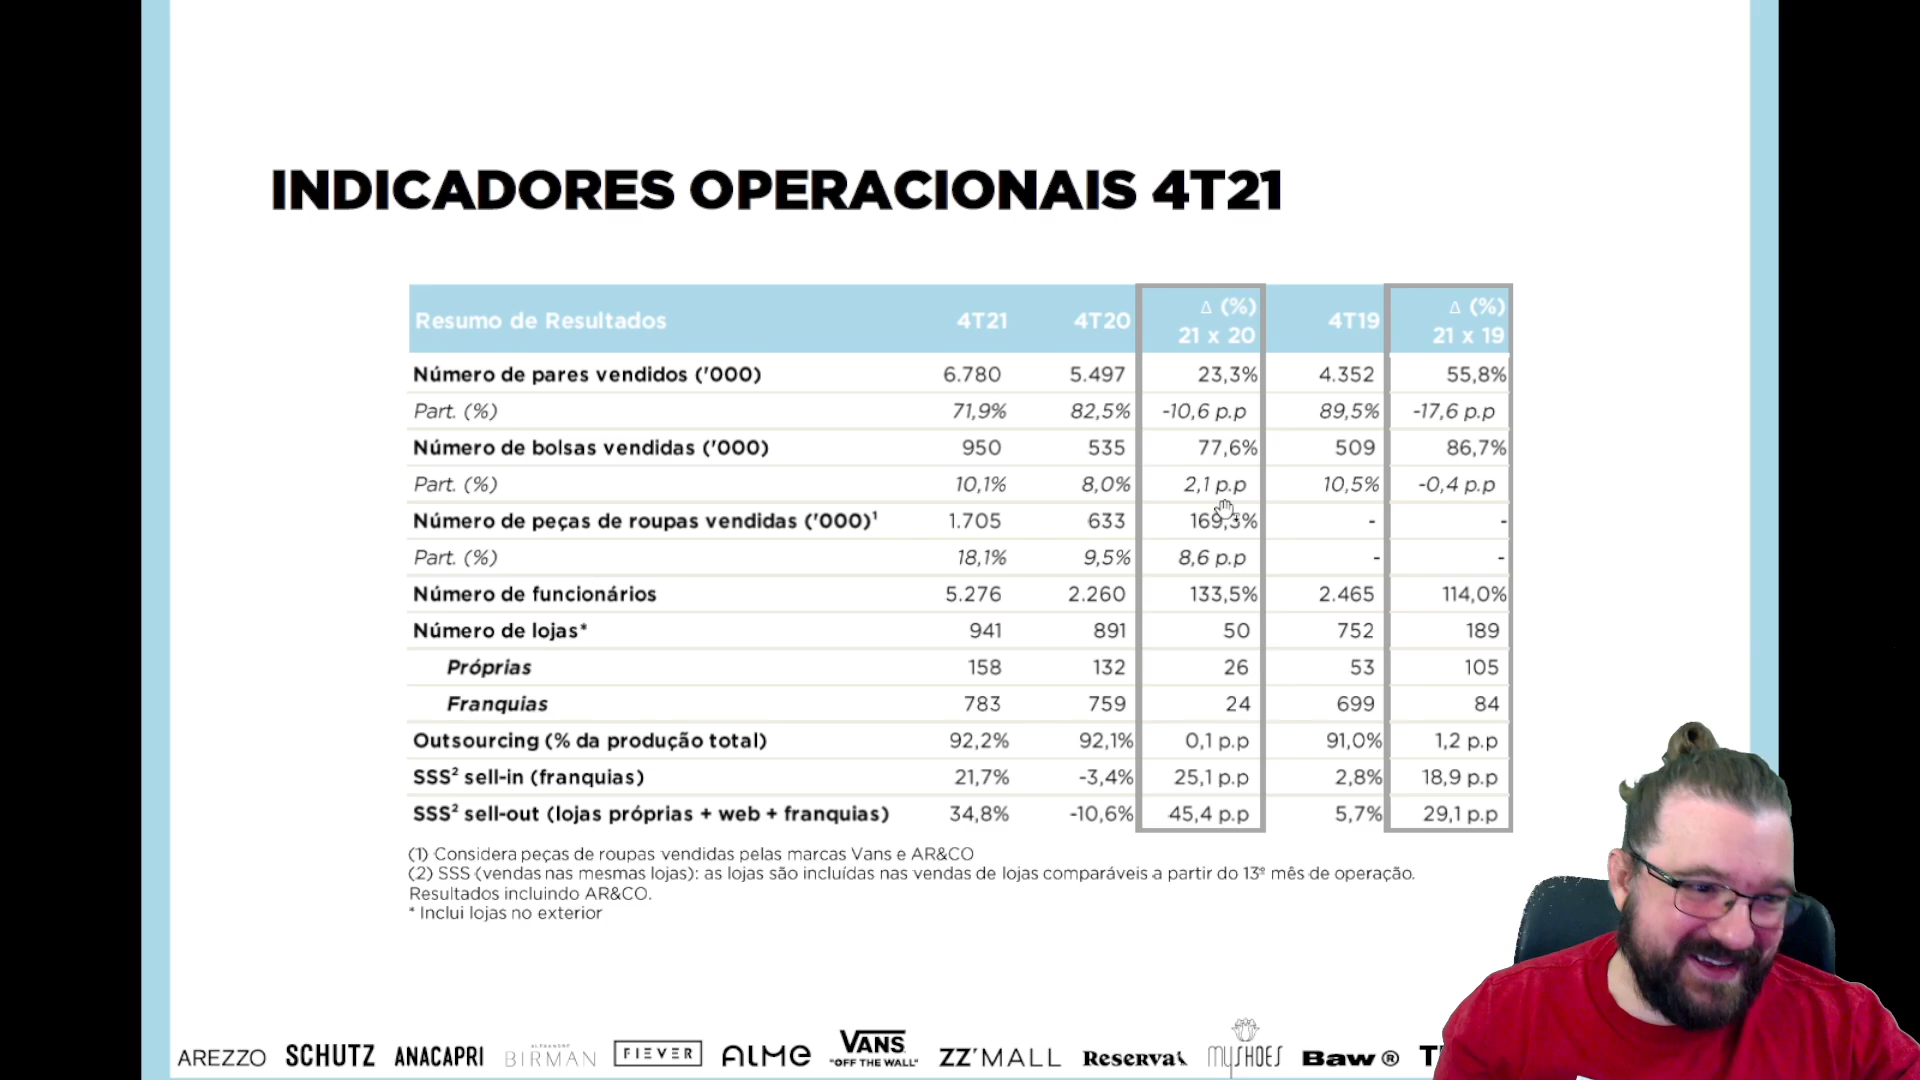 INDICADORES OPERACIONAIS 4T21
Resumo de Resultados 4T21 4T20 Δ (%) 21 x 20 4T19 Δ (%) 21 x 19
Número de pares vendidos ('000) 6.780 5.497 23,3% 4.352 55,8%
Part. (%) 71,9% 82,5% -10,6 p.p 89,5% -17,6 p.p
Número de bolsas vendidas ('000) 950 535 77,6% 509 86,7%
Part. (%) 10,1% 8,0% 2,1 p.p 10,5% -0,4 p.p
Número de peças de roupas vendidas ('000)¹ 1.705 633 169,3% - -
Part. (%) 18,1% 9,5% 8,6 p.p - -
Número de funcionários 5.276 2.260 133,5% 2.465 114,0%
Número de lojas* 941 891 50 752 189
Próprias 158 132 26 53 105
Franquias 783 759 24 699 84
Outsourcing (% da produção total) 92,2% 92,1% 0,1 p.p 91,0% 1,2 p.p
SSS² sell-in (franquias) 21,7% -3,4% 25,1 p.p 2,8% 18,9 p.p
SSS² sell-out (lojas próprias + web + franquias) 34,8% -10,6% 45,4 p.p 5,7% 29,1 p.p
(1) Considera peças de roupas vendidas pelas marcas Vans e AR&CO
(2) SSS (vendas nas mesmas lojas): as lojas são incluídas nas vendas de lojas comparáveis a partir do 13º mês de operação.
Resultados incluindo AR&CO.
* Inclui lojas no exterior
AREZZO SCHUTZ ANACAPRI ALEXANDRE BIRMAN FIEVER ALME VANS "OFF THE WALL" ZZ'MALL Reserva MYSHOES Baw ®